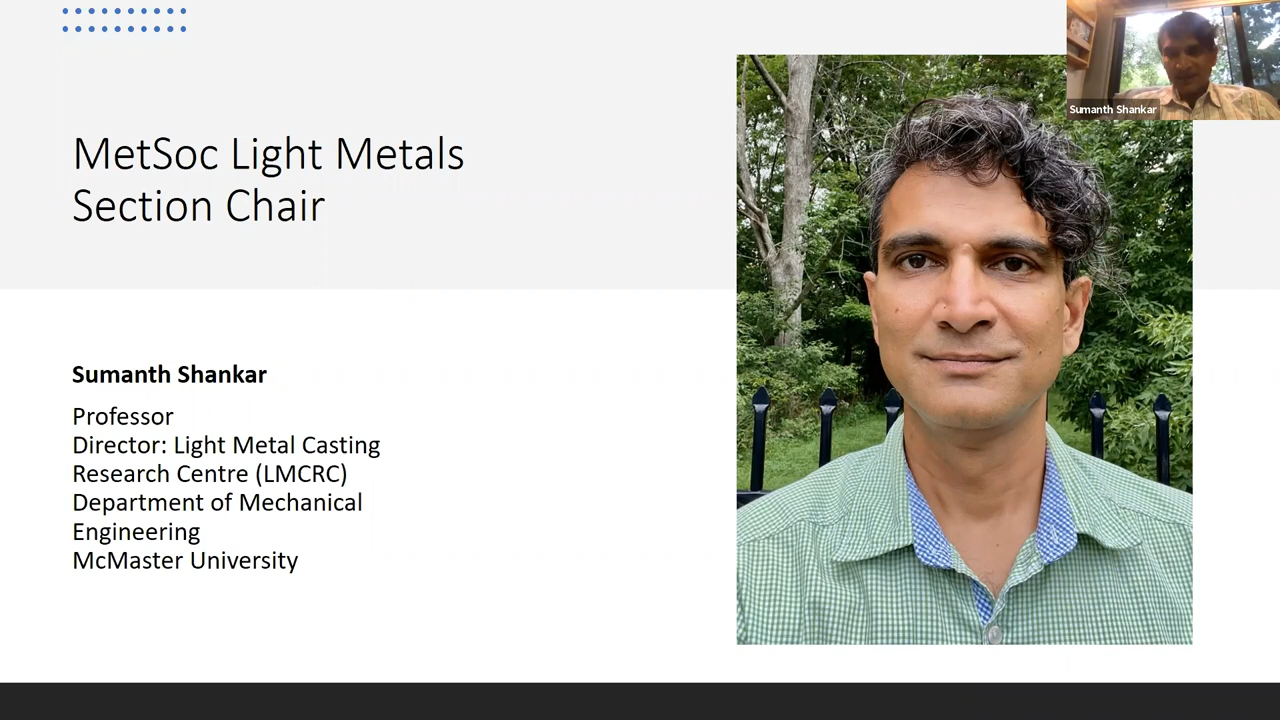 MetSoc Light Metals
Section Chair
Sumanth Shankar
Sumanth Shankar
Professor
Director: Light Metal Casting
Research Centre (LMCRC)
Department of Mechanical
Engineering
McMaster University